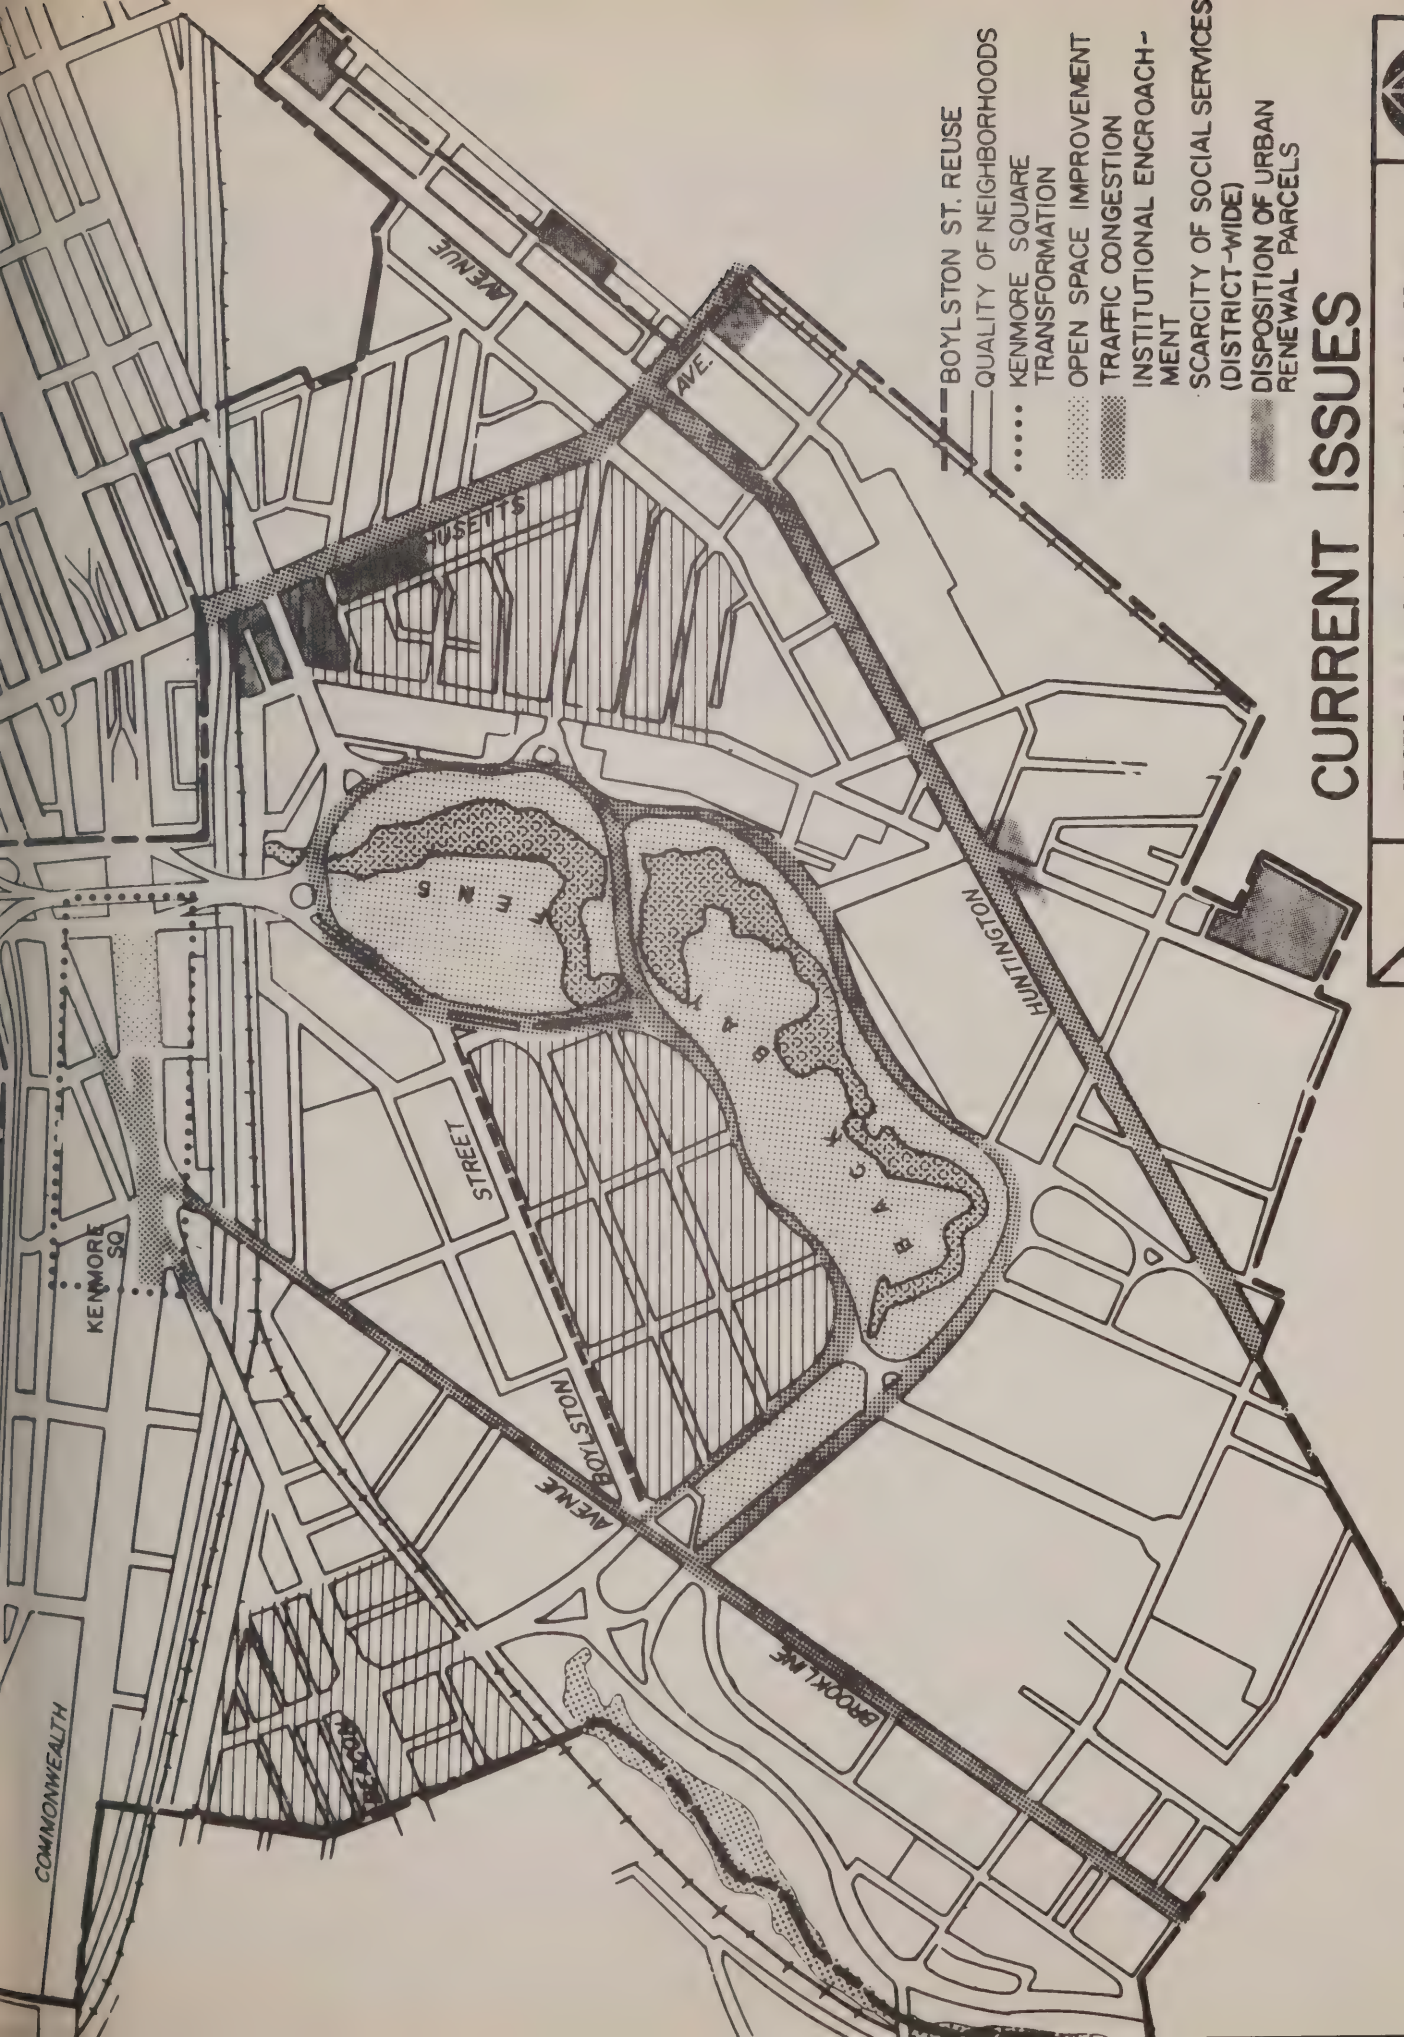 COMMONWEALTH
KENMORE
SQ
BEACON
BROOKLINE
AVENUE
BOYLSTON
STREET
FENS
BACK BAY
HUSETTS
AVE.
HUNTINGTON
AVENUE
BOYLSTON ST. REUSE
QUALITY OF NEIGHBORHOODS
KENMORE SQUARE
TRANSFORMATION
OPEN SPACE IMPROVEMENT
TRAFFIC CONGESTION
INSTITUTIONAL ENCROACH-
MENT
SCARCITY OF SOCIAL SERVICES
(DISTRICT-WIDE)
DISPOSITION OF URBAN
RENEWAL PARCELS
CURRENT ISSUES